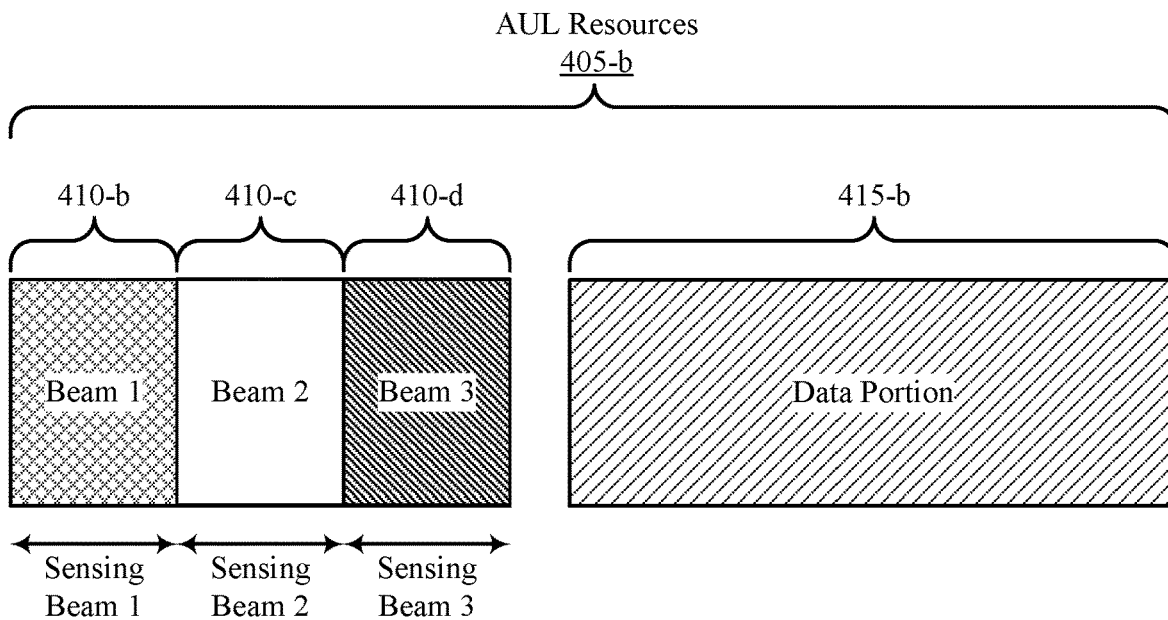 AUL Resources
405-b
410-b 410-c 410-d 415-b
Beam 1 Beam 2 Beam 3 Data Portion
Sensing Sensing Sensing
Beam 1 Beam 2 Beam 3